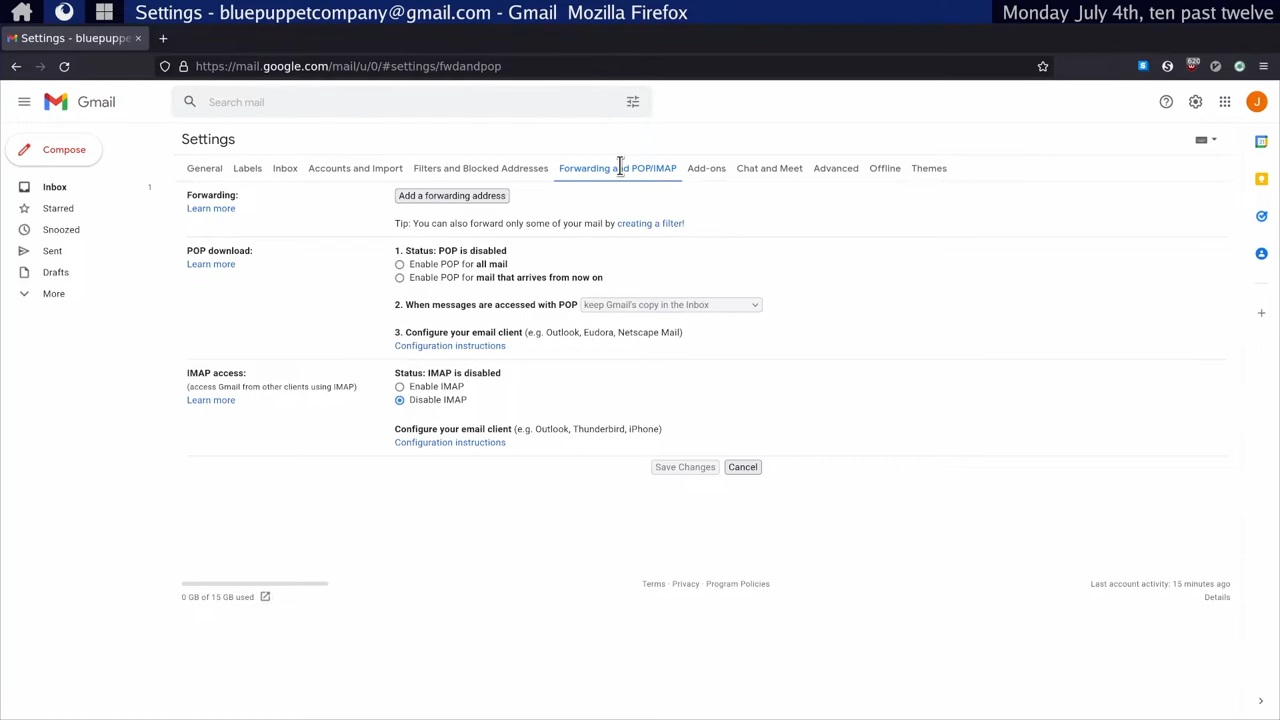 Settings - bluepuppetcompany@gmail.com - Gmail Mozilla Firefox
Monday July 4th, ten past twelve
Settings - bluepuppe
https://mail.google.com/mail/u/0/#settings/fwdandpop
620
Gmail
Search mail
J
Compose
Inbox 1
Starred
Snoozed
Sent
Drafts
More
Settings
General Labels Inbox Accounts and Import Filters and Blocked Addresses Forwarding and POP/IMAP Add-ons Chat and Meet Advanced Offline Themes
Forwarding:
Learn more
Add a forwarding address
Tip: You can also forward only some of your mail by creating a filter!
POP download:
Learn more
1. Status: POP is disabled
Enable POP for all mail
Enable POP for mail that arrives from now on
2. When messages are accessed with POP keep Gmail's copy in the Inbox
3. Configure your email client (e.g. Outlook, Eudora, Netscape Mail)
Configuration instructions
IMAP access:
(access Gmail from other clients using IMAP)
Learn more
Status: IMAP is disabled
Enable IMAP
Disable IMAP
Configure your email client (e.g. Outlook, Thunderbird, iPhone)
Configuration instructions
Save Changes Cancel
0 GB of 15 GB used
Terms · Privacy · Program Policies
Last account activity: 15 minutes ago
Details